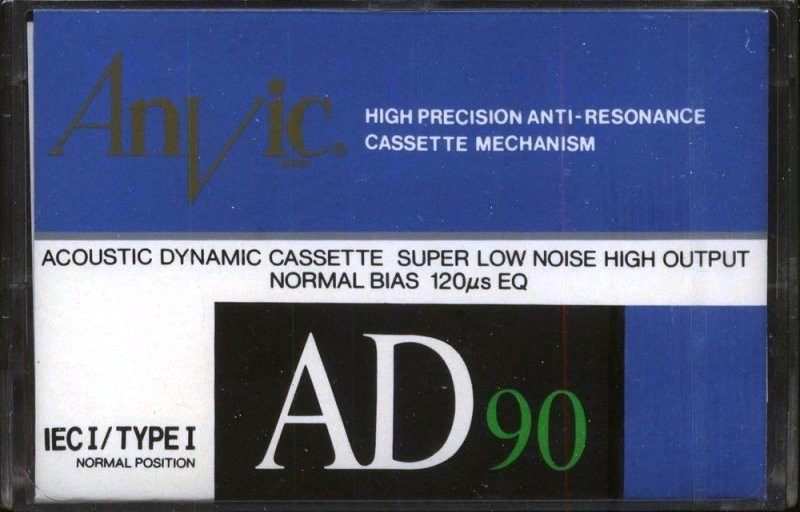 AnVic®
HIGH PRECISION ANTI-RESONANCE
CASSETTE MECHANISM
ACOUSTIC DYNAMIC CASSETTE SUPER LOW NOISE HIGH OUTPUT
NORMAL BIAS 120µs EQ
AD 90
IEC I/TYPE I
NORMAL POSITION